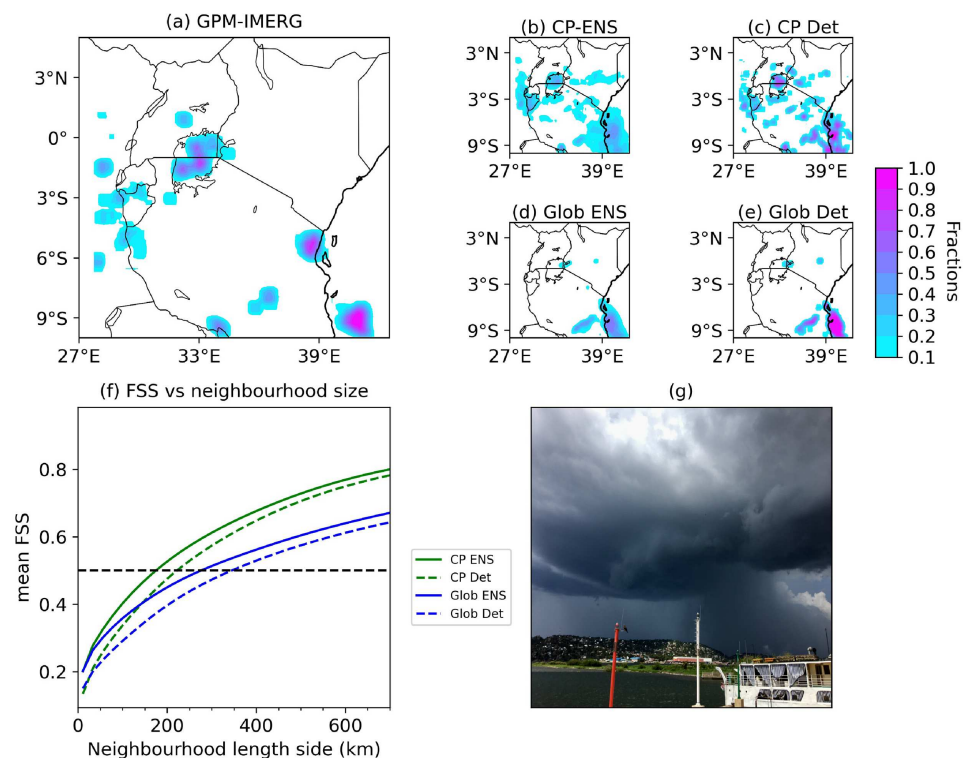 (a) GPM-IMERG
3°N
0°
3°S
6°S
9°S
27°E 33°E 39°E
(b) CP-ENS
3°N
3°S
9°S
27°E 39°E
(c) CP Det
3°N
3°S
9°S
27°E 39°E
(d) Glob ENS
3°N
3°S
9°S
27°E 39°E
(e) Glob Det
3°N
3°S
9°S
27°E 39°E
1.0
0.9
0.8
0.7
0.6
0.5
0.4
0.3
0.2
0.1
Fractions
(f) FSS vs neighbourhood size
mean FSS
0.8
0.6
0.4
0.2
0 200 400 600
Neighbourhood length side (km)
CP ENS
CP Det
Glob ENS
Glob Det
(g)